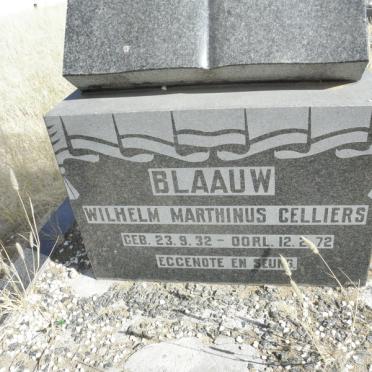 BLAAUW
WILHELM MARTHINUS CELLIERS
GEB. 23.9.32 - OORL. 12.2.72
EGGENOTE EN SEUNS